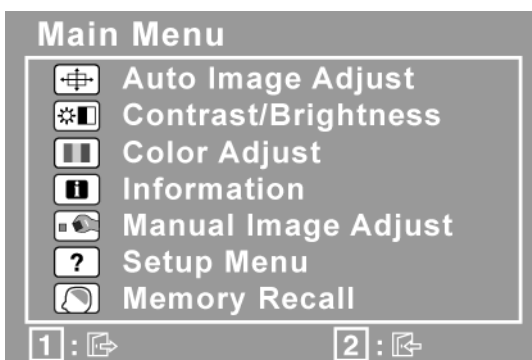 Main Menu
Auto Image Adjust
Contrast/Brightness
Color Adjust
i Information
Manual Image Adjust
? Setup Menu
Memory Recall
1 : 2 :